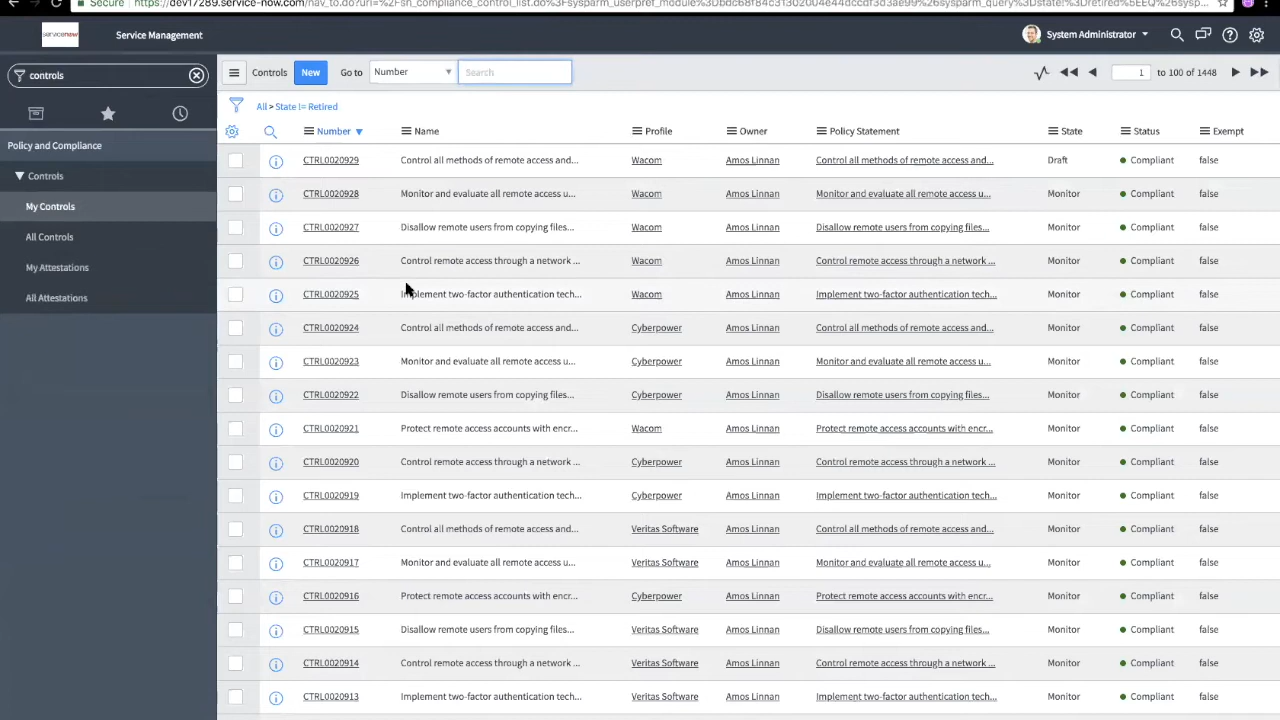 Secure
servicenow Service Management System Administrator
controls
Policy and Compliance
Controls
My Controls
All Controls
My Attestations
All Attestations
Controls New Go to Number Search 1 to 100 of 1448
All > State != Retired
Number Name Profile Owner Policy Statement State Status Exempt
CTRL0020929 Control all methods of remote access and... Wacom Amos Linnan Control all methods of remote access and... Draft Compliant false
CTRL0020928 Monitor and evaluate all remote access u... Wacom Amos Linnan Monitor and evaluate all remote access u... Monitor Compliant false
CTRL0020927 Disallow remote users from copying files... Wacom Amos Linnan Disallow remote users from copying files... Monitor Compliant false
CTRL0020926 Control remote access through a network ... Wacom Amos Linnan Control remote access through a network ... Monitor Compliant false
CTRL0020925 Implement two-factor authentication tech... Wacom Amos Linnan Implement two-factor authentication tech... Monitor Compliant false
CTRL0020924 Control all methods of remote access and... Cyberpower Amos Linnan Control all methods of remote access and... Monitor Compliant false
CTRL0020923 Monitor and evaluate all remote access u... Cyberpower Amos Linnan Monitor and evaluate all remote access u... Monitor Compliant false
CTRL0020922 Disallow remote users from copying files... Cyberpower Amos Linnan Disallow remote users from copying files... Monitor Compliant false
CTRL0020921 Protect remote access accounts with encr... Wacom Amos Linnan Protect remote access accounts with encr... Monitor Compliant false
CTRL0020920 Control remote access through a network ... Cyberpower Amos Linnan Control remote access through a network ... Monitor Compliant false
CTRL0020919 Implement two-factor authentication tech... Cyberpower Amos Linnan Implement two-factor authentication tech... Monitor Compliant false
CTRL0020918 Control all methods of remote access and... Veritas Software Amos Linnan Control all methods of remote access and... Monitor Compliant false
CTRL0020917 Monitor and evaluate all remote access u... Veritas Software Amos Linnan Monitor and evaluate all remote access u... Monitor Compliant false
CTRL0020916 Protect remote access accounts with encr... Cyberpower Amos Linnan Protect remote access accounts with encr... Monitor Compliant false
CTRL0020915 Disallow remote users from copying files... Veritas Software Amos Linnan Disallow remote users from copying files... Monitor Compliant false
CTRL0020914 Control remote access through a network ... Veritas Software Amos Linnan Control remote access through a network ... Monitor Compliant false
CTRL0020913 Implement two-factor authentication tech... Veritas Software Amos Linnan Implement two-factor authentication tech... Monitor Compliant false